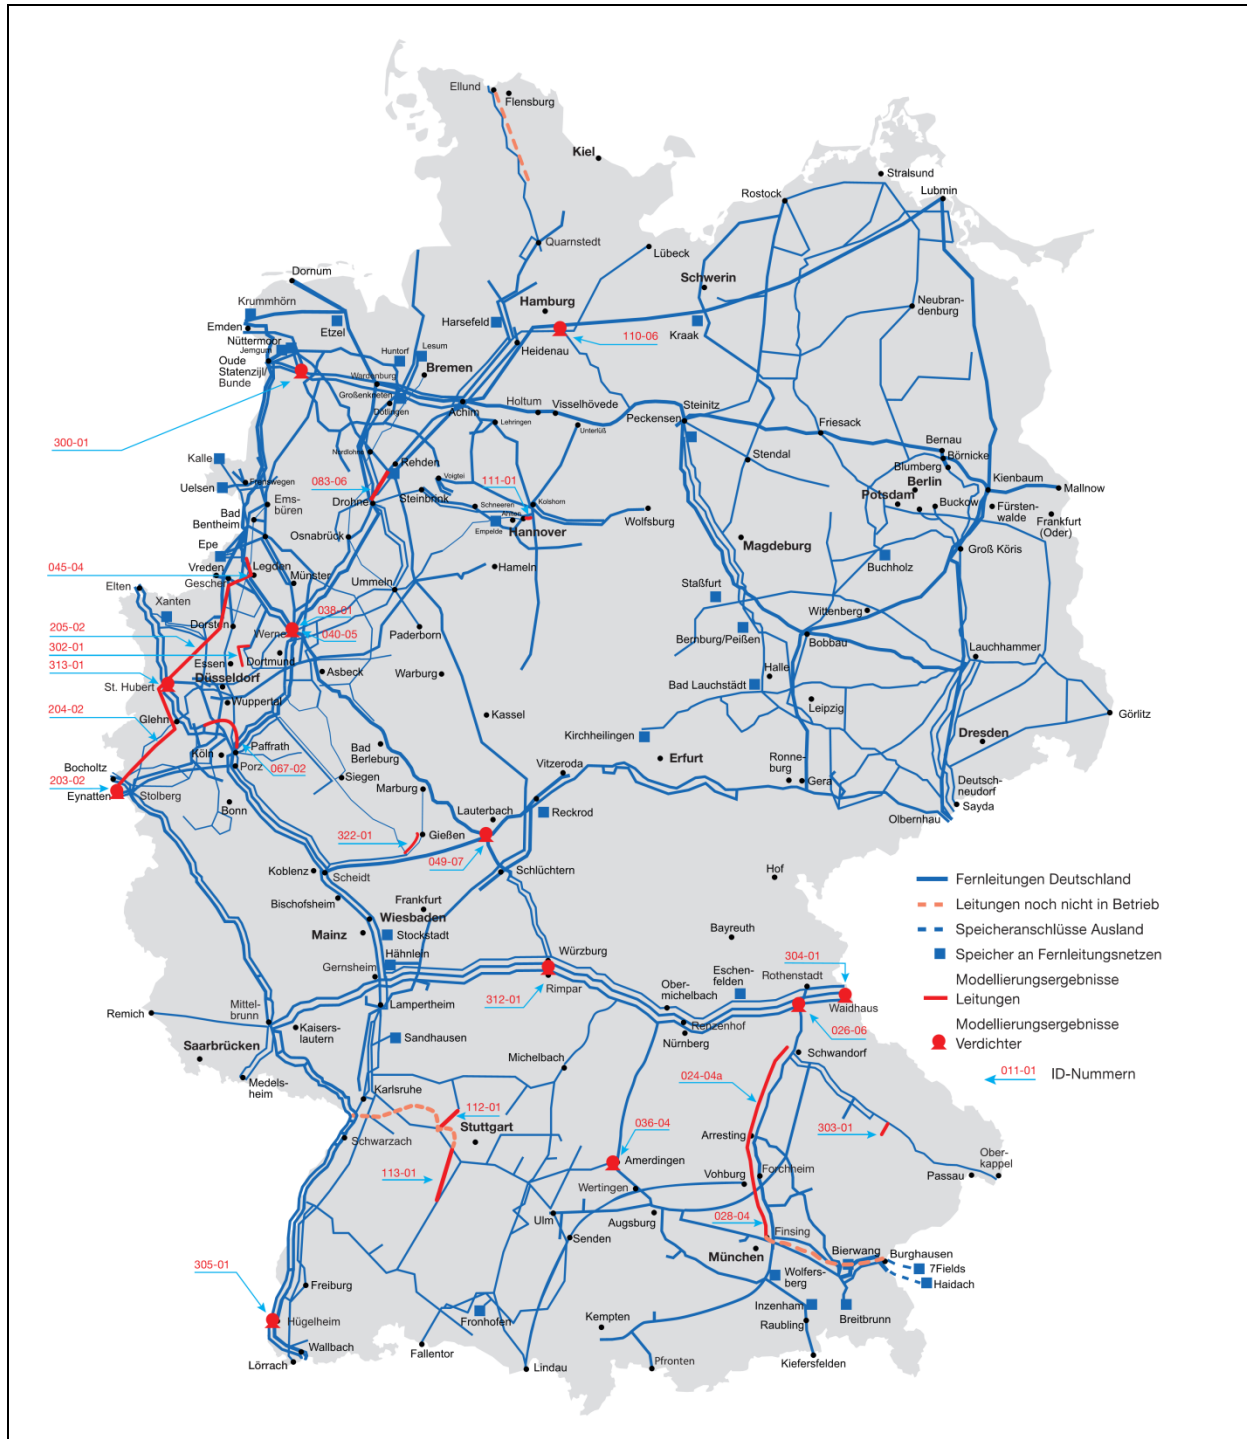 Ellund
Flensburg
Kiel
Stralsund
Rostock
Lubmin
Quarnstedt
Lübeck
Dornum
Schwerin
Krummhörn
Hamburg
Neubran-
denburg
Emden
Etzel
Harsefeld
Kraak
110-06
Nüttermoor
Jemgum
Huntorf
Lesum
Heidenau
Oude
Statenzijl/
Bunde
Wardenburg
Bremen
Großenkneten
Dötlingen
Achim
Holtum
Visselhövede
Steinitz
Peckensen
Lehringen
Unterlüß
Friesack
300-01
Bernau
Börnicke
Kalle
Nordlohne
Rehden
Stendal
Blumberg
Berlin
Kienbaum
Mallnow
Uelsen
Frenswegen
083-06
Voigtei
111-01
Potsdam
Buckow
Fürsten-
walde
Frankfurt
(Oder)
Ems-
büren
Drohne
Steinbrink
Schneeren
Kolshorn
Ahlten
Wolfsburg
Bad
Bentheim
Empelde
Hannover
Osnabrück
Magdeburg
Groß Köris
Epe
Buchholz
045-04
Vreden
Legden
Hameln
Gescher
Münster
Ummeln
Staßfurt
Elten
Xanten
038-01
Wittenberg
205-02
Dorsten
Werne
040-05
Paderborn
Bernburg/Peißen
Bobbau
302-01
Essen
Dortmund
Lauchhammer
313-01
Asbeck
Warburg
Halle
St. Hubert
Düsseldorf
Bad Lauchstädt
204-02
Wuppertal
Leipzig
Görlitz
Glehn
Kassel
Kirchheilingen
Dresden
Köln
Paffrath
Bad
Berleburg
Erfurt
Bocholtz
Porz
067-02
Siegen
Vitzeroda
Ronne-
burg
Gera
Deutsch-
neudorf
203-02
Eynatten
Stolberg
Marburg
Sayda
Bonn
Lauterbach
Reckrod
Olbernhau
322-01
Gießen
049-07
Koblenz
Scheidt
Schlüchtern
Hof
Fernleitungen Deutschland
Bischofsheim
Frankfurt
Leitungen noch nicht in Betrieb
Wiesbaden
Mainz
Stockstadt
Bayreuth
Speicheranschlüsse Ausland
Hähnlein
Würzburg
304-01
Speicher an Fernleitungsnetzen
Gernsheim
Eschen-
felden
Rothenstadt
Modellierungsergebnisse
Leitungen
Rimpar
312-01
Ober-
michelbach
Waidhaus
Remich
Mittel-
brunn
Lampertheim
Modellierungsergebnisse
Verdichter
Kaisers-
lautern
Renzenhof
026-06
Saarbrücken
Sandhausen
Nürnberg
Schwandorf
Michelbach
011-01
ID-Nummern
Medels-
heim
Karlsruhe
024-04a
112-01
Stuttgart
036-04
303-01
Schwarzach
Arresting
Amerdingen
Ober-
kappel
113-01
Vohburg
Forchheim
Passau
Wertingen
Ulm
Augsburg
028-04
Finsing
Senden
München
Bierwang
Burghausen
305-01
7Fields
Wolfers-
berg
Haidach
Freiburg
Inzenham
Fronhofen
Kempten
Raubling
Breitbrunn
Hügelheim
Wallbach
Fallentor
Lörrach
Lindau
Pfronten
Kiefersfelden